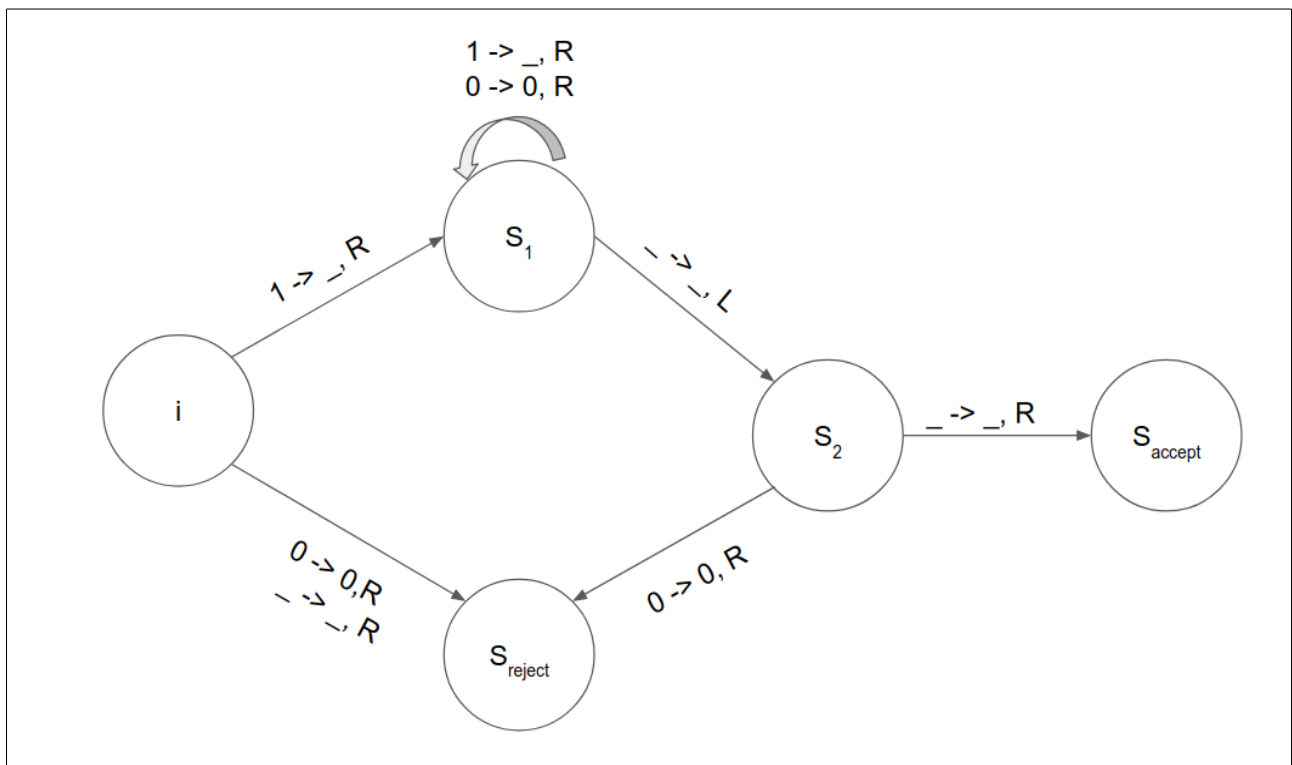 1 -> _, R
0 -> 0, R
S1
1 -> _, R
_ -> _, L
i
S2
_ -> _, R
Saccept
0 -> 0,R
_ -> _, R
0 -> 0, R
Sreject